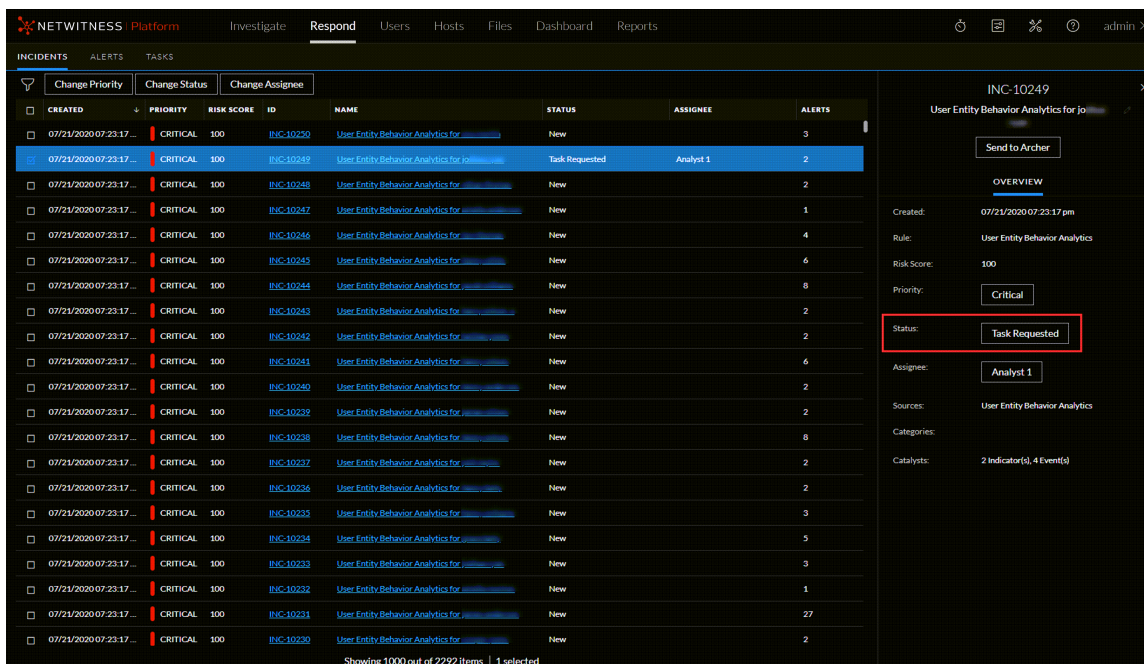 NETWITNESS Platform Investigate Respond Users Hosts Files Dashboard Reports admin
INCIDENTS ALERTS TASKS
Change Priority Change Status Change Assignee
CREATED PRIORITY RISK SCORE ID NAME STATUS ASSIGNEE ALERTS
07/21/2020 07:23:17 ... CRITICAL 100 INC-10250 User Entity Behavior Analytics for New 3
07/21/2020 07:23:17 ... CRITICAL 100 INC-10249 User Entity Behavior Analytics for jo Task Requested Analyst 1 2
07/21/2020 07:23:17 ... CRITICAL 100 INC-10248 User Entity Behavior Analytics for New 2
07/21/2020 07:23:17 ... CRITICAL 100 INC-10247 User Entity Behavior Analytics for New 1
07/21/2020 07:23:17 ... CRITICAL 100 INC-10246 User Entity Behavior Analytics for New 4
07/21/2020 07:23:17 ... CRITICAL 100 INC-10245 User Entity Behavior Analytics for New 6
07/21/2020 07:23:17 ... CRITICAL 100 INC-10244 User Entity Behavior Analytics for New 8
07/21/2020 07:23:17 ... CRITICAL 100 INC-10243 User Entity Behavior Analytics for New 2
07/21/2020 07:23:17 ... CRITICAL 100 INC-10242 User Entity Behavior Analytics for New 2
07/21/2020 07:23:17 ... CRITICAL 100 INC-10241 User Entity Behavior Analytics for New 6
07/21/2020 07:23:17 ... CRITICAL 100 INC-10240 User Entity Behavior Analytics for New 2
07/21/2020 07:23:17 ... CRITICAL 100 INC-10239 User Entity Behavior Analytics for New 2
07/21/2020 07:23:17 ... CRITICAL 100 INC-10238 User Entity Behavior Analytics for New 8
07/21/2020 07:23:17 ... CRITICAL 100 INC-10237 User Entity Behavior Analytics for New 2
07/21/2020 07:23:17 ... CRITICAL 100 INC-10236 User Entity Behavior Analytics for New 2
07/21/2020 07:23:17 ... CRITICAL 100 INC-10235 User Entity Behavior Analytics for New 3
07/21/2020 07:23:17 ... CRITICAL 100 INC-10234 User Entity Behavior Analytics for New 5
07/21/2020 07:23:17 ... CRITICAL 100 INC-10233 User Entity Behavior Analytics for New 3
07/21/2020 07:23:17 ... CRITICAL 100 INC-10232 User Entity Behavior Analytics for New 1
07/21/2020 07:23:17 ... CRITICAL 100 INC-10231 User Entity Behavior Analytics for New 27
07/21/2020 07:23:17 ... CRITICAL 100 INC-10230 User Entity Behavior Analytics for New 2
Showing 1000 out of 2292 items | 1 selected
INC-10249
User Entity Behavior Analytics for jo
Send to Archer
OVERVIEW
Created: 07/21/2020 07:23:17 pm
Rule: User Entity Behavior Analytics
Risk Score: 100
Priority: Critical
Status: Task Requested
Assignee: Analyst 1
Sources: User Entity Behavior Analytics
Categories:
Catalysts: 2 Indicator(s), 4 Event(s)